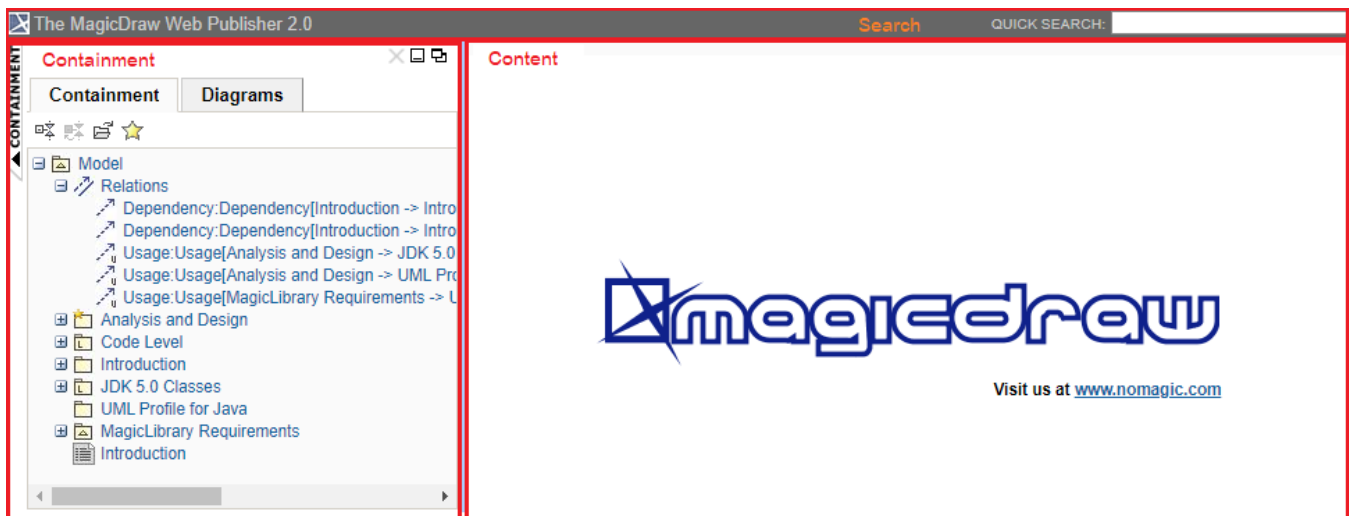 The MagicDraw Web Publisher 2.0
Search
QUICK SEARCH:
CONTAINMENT
Containment
Containment
Diagrams
Model
Relations
Dependency:Dependency[Introduction -> Intro
Dependency:Dependency[Introduction -> Intro
Usage:Usage[Analysis and Design -> JDK 5.0
Usage:Usage[Analysis and Design -> UML Pro
Usage:Usage[MagicLibrary Requirements -> U
Analysis and Design
Code Level
Introduction
JDK 5.0 Classes
UML Profile for Java
MagicLibrary Requirements
Introduction
Content
magicdraw
Visit us at www.nomagic.com